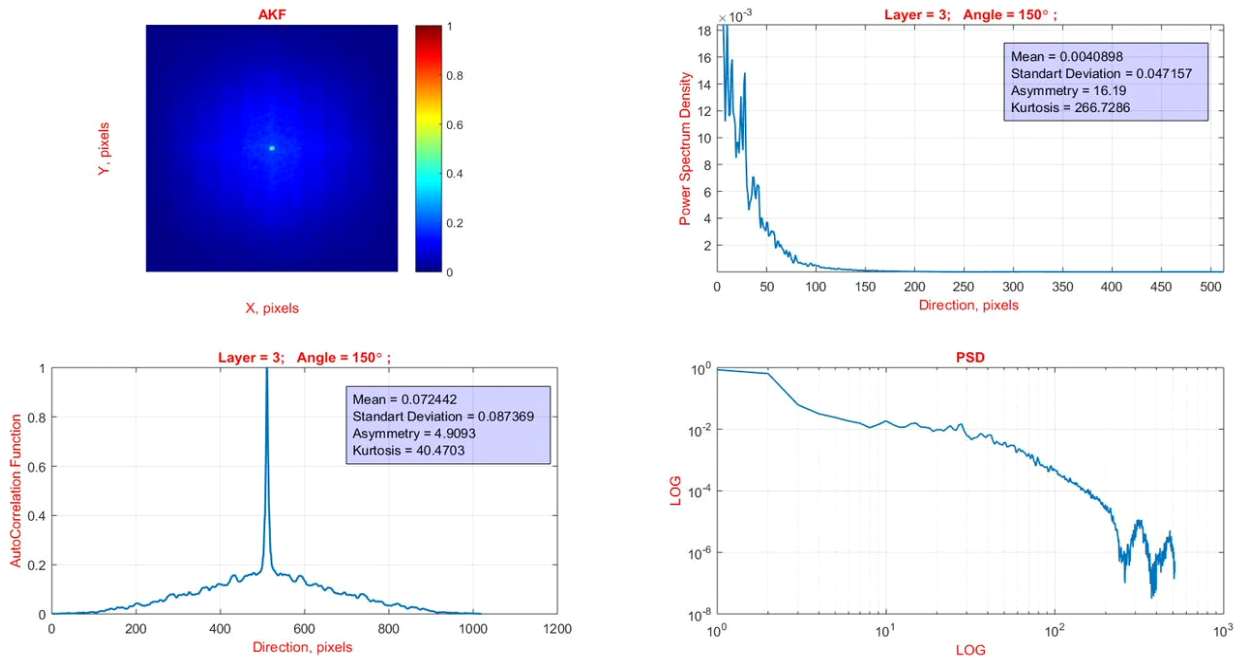 AKF
Y, pixels
1
0.8
0.6
0.4
0.2
0
X, pixels
Layer = 3; Angle = 150° ;
×10⁻³
Power Spectrum Density
18
16
14
12
10
8
6
4
2
Mean = 0.0040898
Standart Deviation = 0.047157
Asymmetry = 16.19
Kurtosis = 266.7286
0 50 100 150 200 250 300 350 400 450 500
Direction, pixels
Layer = 3; Angle = 150° ;
AutoCorrelation Function
1
0.8
0.6
0.4
0.2
0
Mean = 0.072442
Standart Deviation = 0.087369
Asymmetry = 4.9093
Kurtosis = 40.4703
0 200 400 600 800 1000 1200
Direction, pixels
PSD
LOG
10⁰
10⁻²
10⁻⁴
10⁻⁶
10⁻⁸
10⁰ 10¹ 10² 10³
LOG